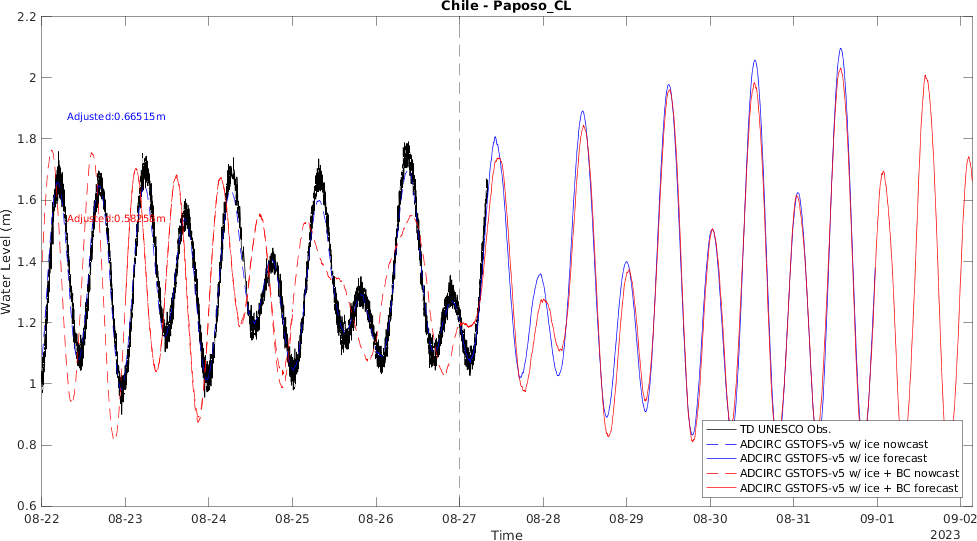 Chile - Paposo_CL
2.2
2
1.8
1.6
1.4
1.2
1
0.8
0.6
Water Level (m)
Adjusted:0.66515m
TD UNESCO Obs.
ADCIRC GSTOFS-v5 w/ ice nowcast
ADCIRC GSTOFS-v5 w/ ice forecast
ADCIRC GSTOFS-v5 w/ ice + BC nowcast
ADCIRC GSTOFS-v5 w/ ice + BC forecast
08-22 08-23 08-24 08-25 08-26 08-27 08-28 08-29 08-30 08-31 09-01 09-02
Time
2023